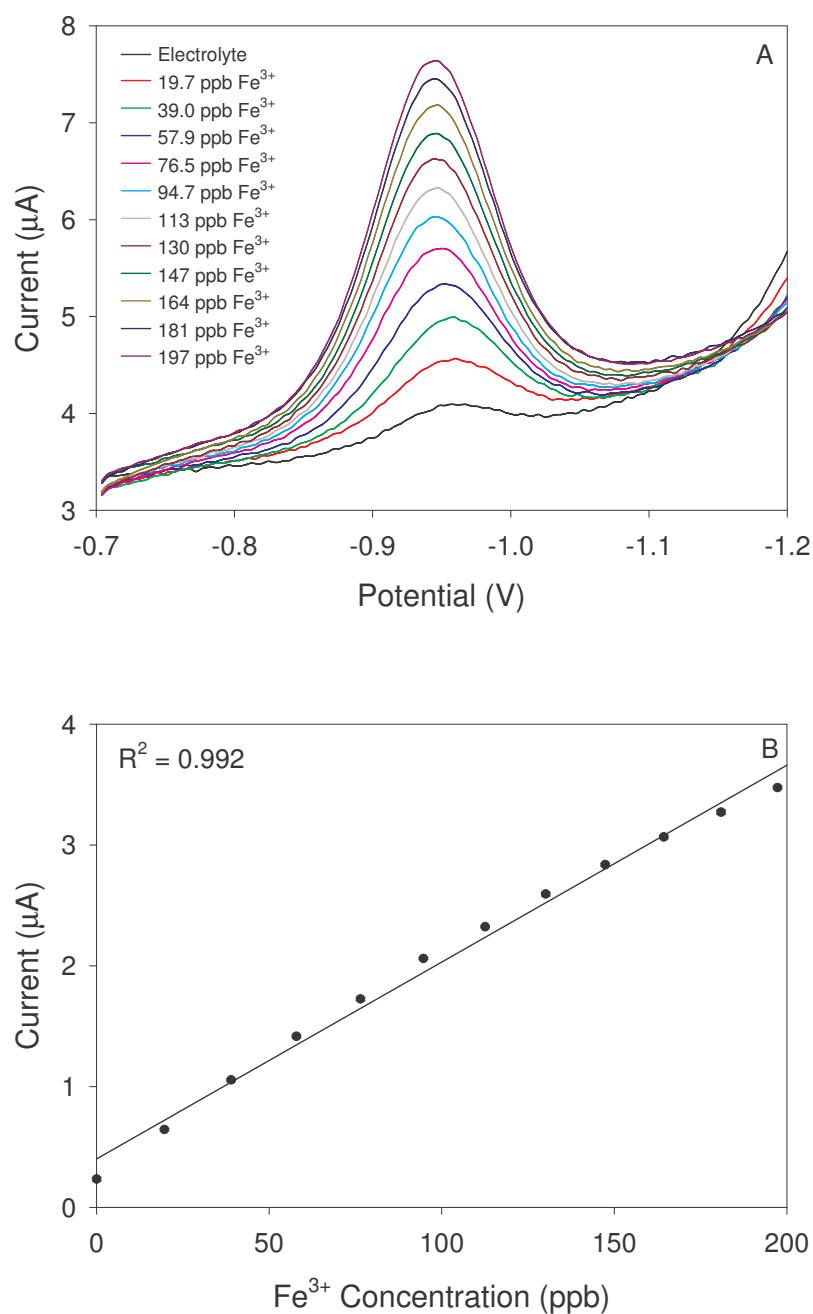 8
7
6
5
4
3
Current (μA)
A
Electrolyte
19.7 ppb Fe³⁺
39.0 ppb Fe³⁺
57.9 ppb Fe³⁺
76.5 ppb Fe³⁺
94.7 ppb Fe³⁺
113 ppb Fe³⁺
130 ppb Fe³⁺
147 ppb Fe³⁺
164 ppb Fe³⁺
181 ppb Fe³⁺
197 ppb Fe³⁺
-0.7 -0.8 -0.9 -1.0 -1.1 -1.2
Potential (V)
4
3
2
1
0
Current (μA)
R² = 0.992
B
0 50 100 150 200
Fe³⁺ Concentration (ppb)